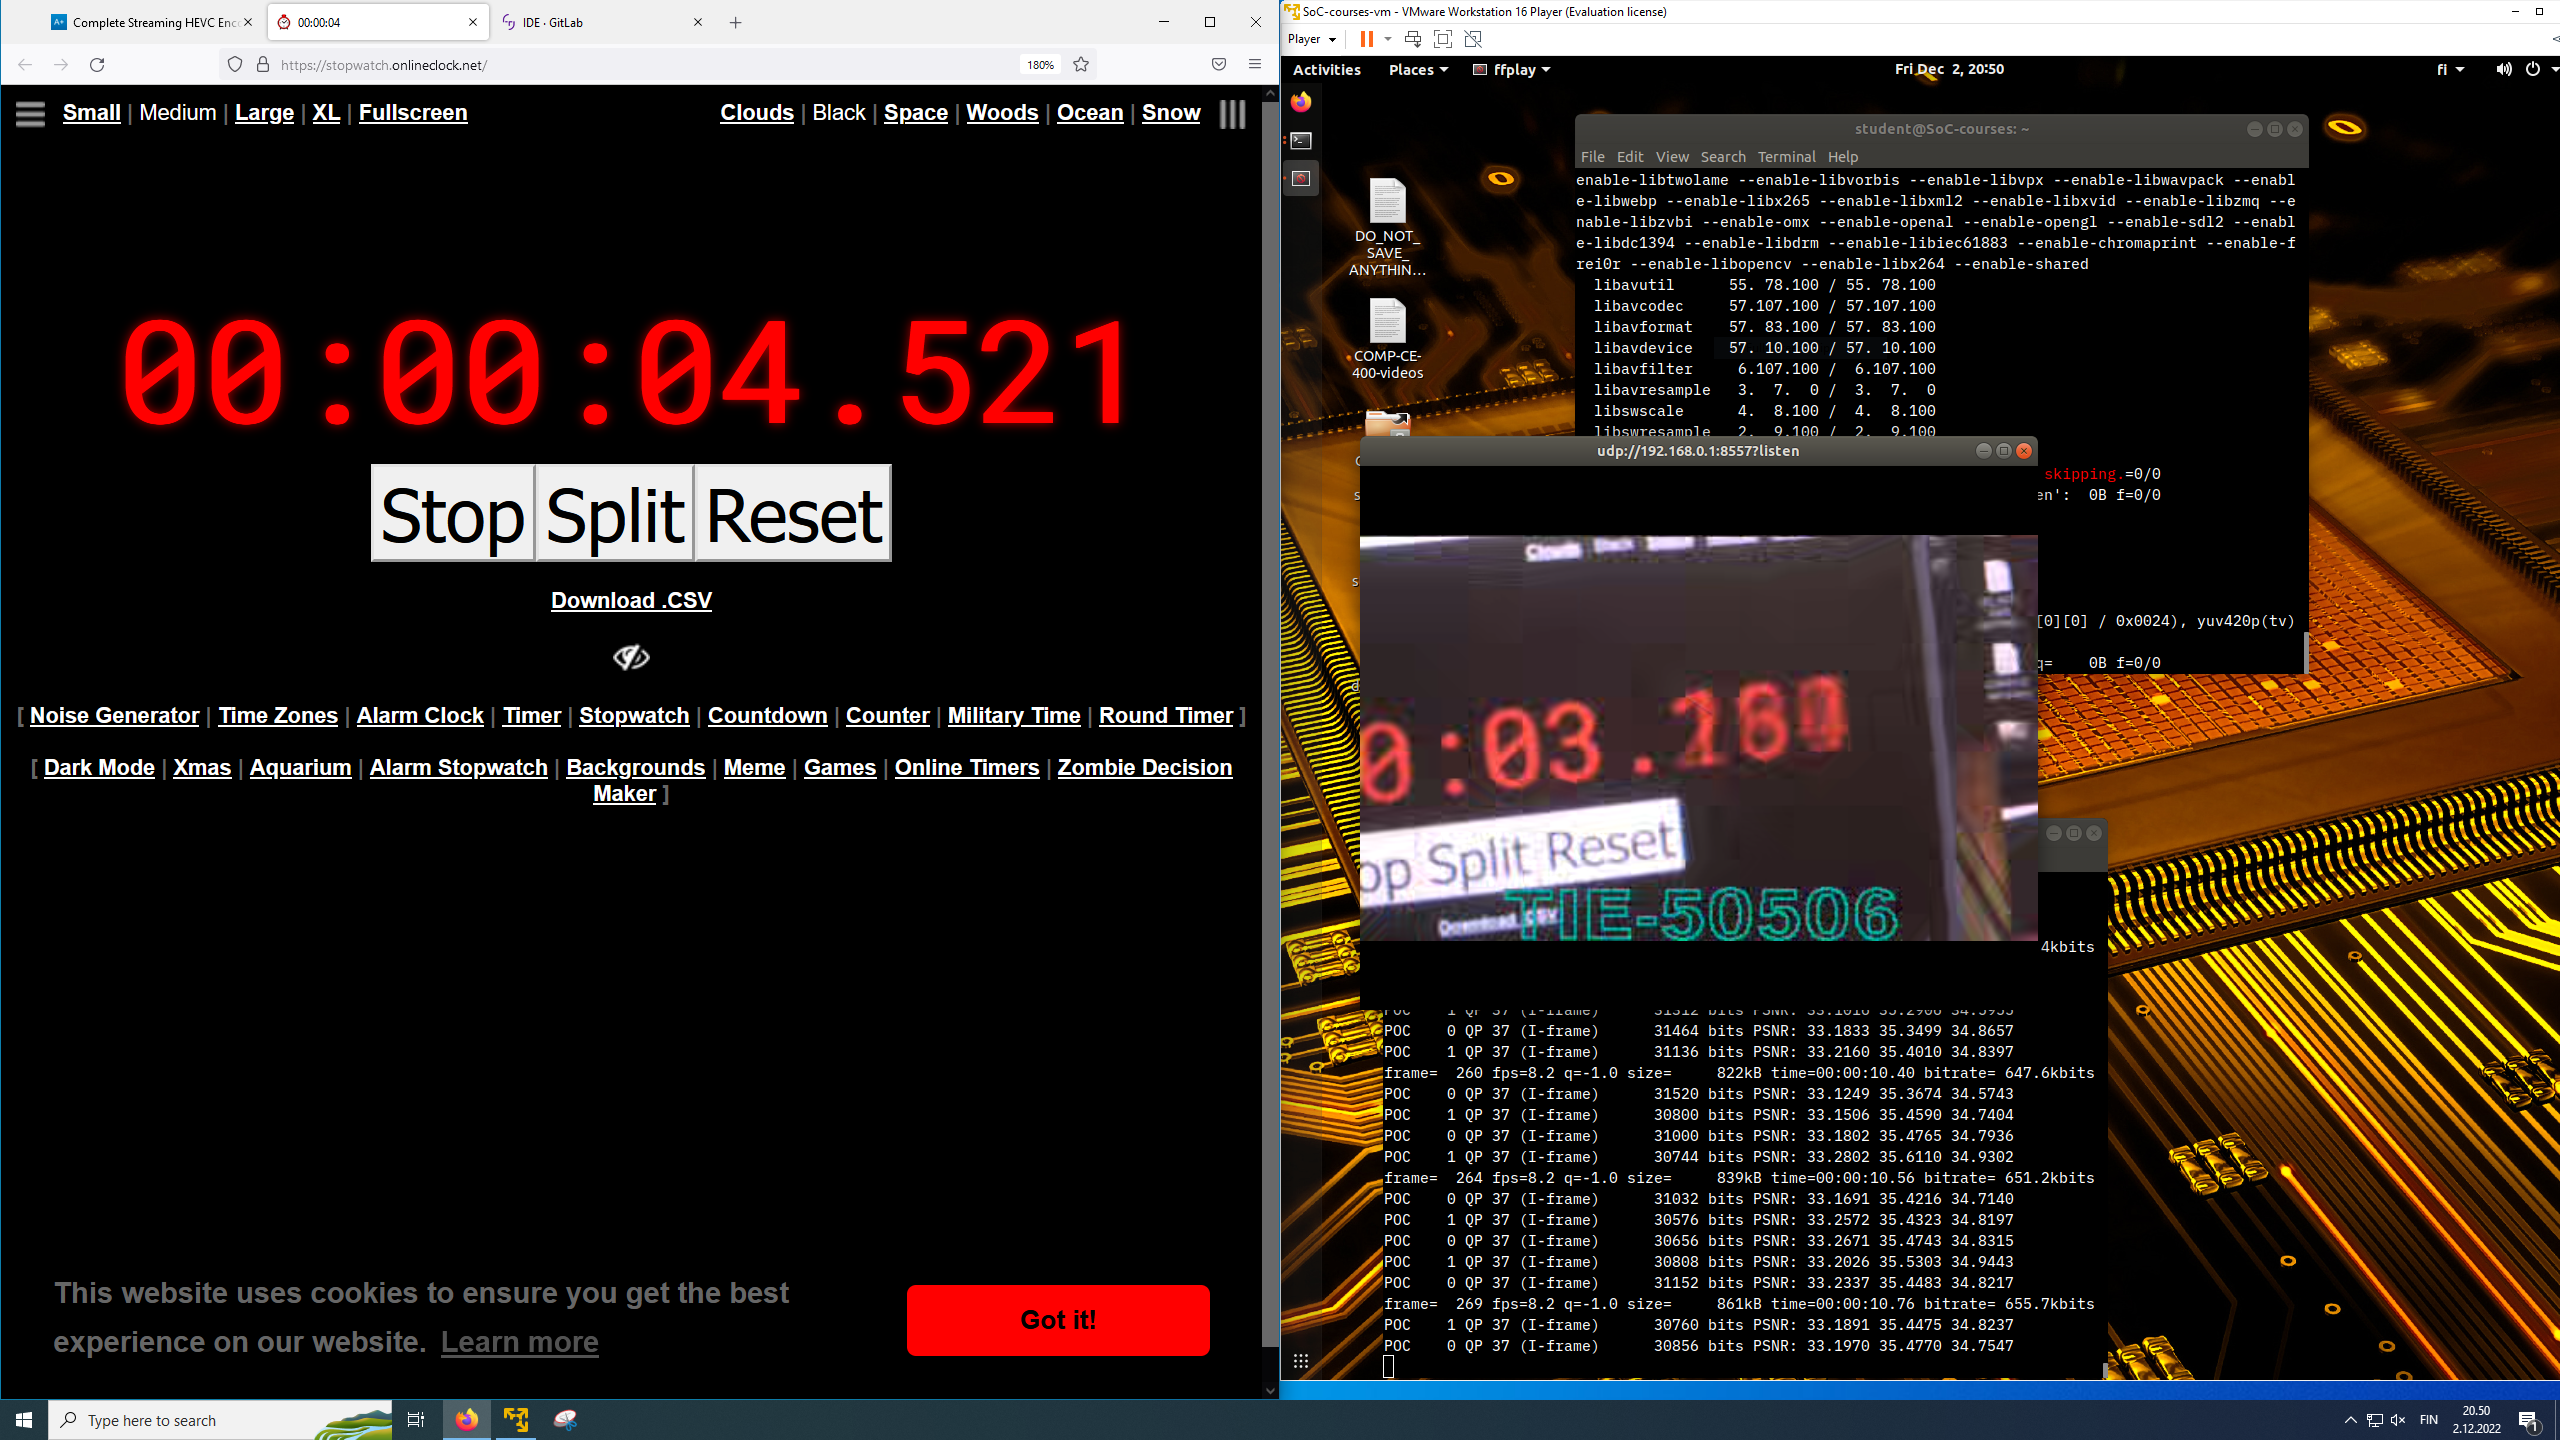 Complete Streaming HEVC Enc
00:00:04
IDE · GitLab
https://stopwatch.onlineclock.net/
180%
Small | Medium | Large | XL | Fullscreen
Clouds | Black | Space | Woods | Ocean | Snow
00:00:04.521
Stop Split Reset
Download .CSV
[ Noise Generator | Time Zones | Alarm Clock | Timer | Stopwatch | Countdown | Counter | Military Time | Round Timer ]
[ Dark Mode | Xmas | Aquarium | Alarm Stopwatch | Backgrounds | Meme | Games | Online Timers | Zombie Decision
Maker ]
This website uses cookies to ensure you get the best
experience on our website. Learn more
Got it!
SoC-courses-vm - VMware Workstation 16 Player (Evaluation license)
Player
Activities Places ffplay
Fri Dec 2, 20:50
fi
DO_NOT_
SAVE_
ANYTHIN...
COMP-CE-
400-videos
student@SoC-courses: ~
File Edit View Search Terminal Help
enable-libtwolame --enable-libvorbis --enable-libvpx --enable-libwavpack --enabl
e-libwebp --enable-libx265 --enable-libxml2 --enable-libxvid --enable-libzmq --e
nable-libzvbi --enable-omx --enable-openal --enable-opengl --enable-sdl2 --enabl
e-libdc1394 --enable-libdrm --enable-libiec61883 --enable-chromaprint --enable-f
rei0r --enable-libopencv --enable-libx264 --enable-shared
libavutil 55. 78.100 / 55. 78.100
libavcodec 57.107.100 / 57.107.100
libavformat 57. 83.100 / 57. 83.100
libavdevice 57. 10.100 / 57. 10.100
libavfilter 6.107.100 / 6.107.100
libavresample 3. 7. 0 / 3. 7. 0
libswscale 4. 8.100 / 4. 8.100
libswresample 2. 9.100 / 2. 9.100
skipping.=0/0
en': 0B f=0/0
[0][0] / 0x0024), yuv420p(tv)
q= 0B f=0/0
udp://192.168.0.1:8557?listen
Clouds
0:03.
op Split Reset
Download .CSV
TIE-50506
4kbits
POC 1 QP 37 (I-frame) 31312 bits PSNR: 33.1016 35.2906 34.5955
POC 0 QP 37 (I-frame) 31464 bits PSNR: 33.1833 35.3499 34.8657
POC 1 QP 37 (I-frame) 31136 bits PSNR: 33.2160 35.4010 34.8397
frame= 260 fps=8.2 q=-1.0 size= 822kB time=00:00:10.40 bitrate= 647.6kbits
POC 0 QP 37 (I-frame) 31520 bits PSNR: 33.1249 35.3674 34.5743
POC 1 QP 37 (I-frame) 30800 bits PSNR: 33.1506 35.4590 34.7404
POC 0 QP 37 (I-frame) 31000 bits PSNR: 33.1802 35.4765 34.7936
POC 1 QP 37 (I-frame) 30744 bits PSNR: 33.2802 35.6110 34.9302
frame= 264 fps=8.2 q=-1.0 size= 839kB time=00:00:10.56 bitrate= 651.2kbits
POC 0 QP 37 (I-frame) 31032 bits PSNR: 33.1691 35.4216 34.7140
POC 1 QP 37 (I-frame) 30576 bits PSNR: 33.2572 35.4323 34.8197
POC 0 QP 37 (I-frame) 30656 bits PSNR: 33.2671 35.4743 34.8315
POC 1 QP 37 (I-frame) 30808 bits PSNR: 33.2026 35.5303 34.9443
POC 0 QP 37 (I-frame) 31152 bits PSNR: 33.2337 35.4483 34.8217
frame= 269 fps=8.2 q=-1.0 size= 861kB time=00:00:10.76 bitrate= 655.7kbits
POC 1 QP 37 (I-frame) 30760 bits PSNR: 33.1891 35.4475 34.8237
POC 0 QP 37 (I-frame) 30856 bits PSNR: 33.1970 35.4770 34.7547
Type here to search
FIN
20.50
2.12.2022
1